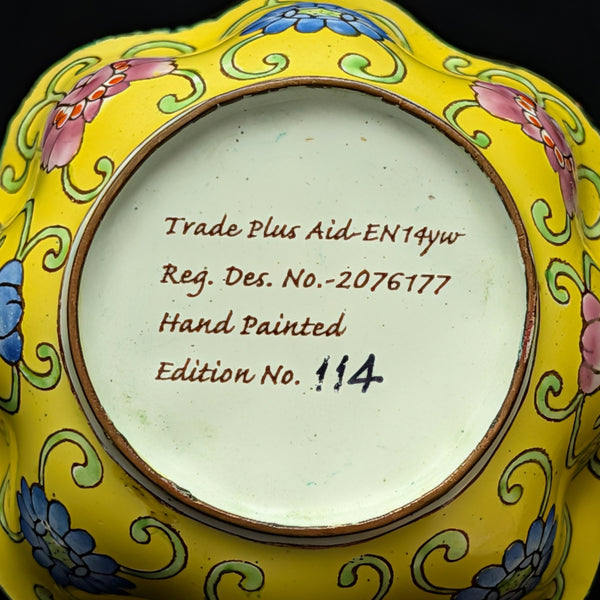 Trade Plus Aid-EN14yw
Reg. Des. No.-2076177
Hand Painted
Edition No. 114